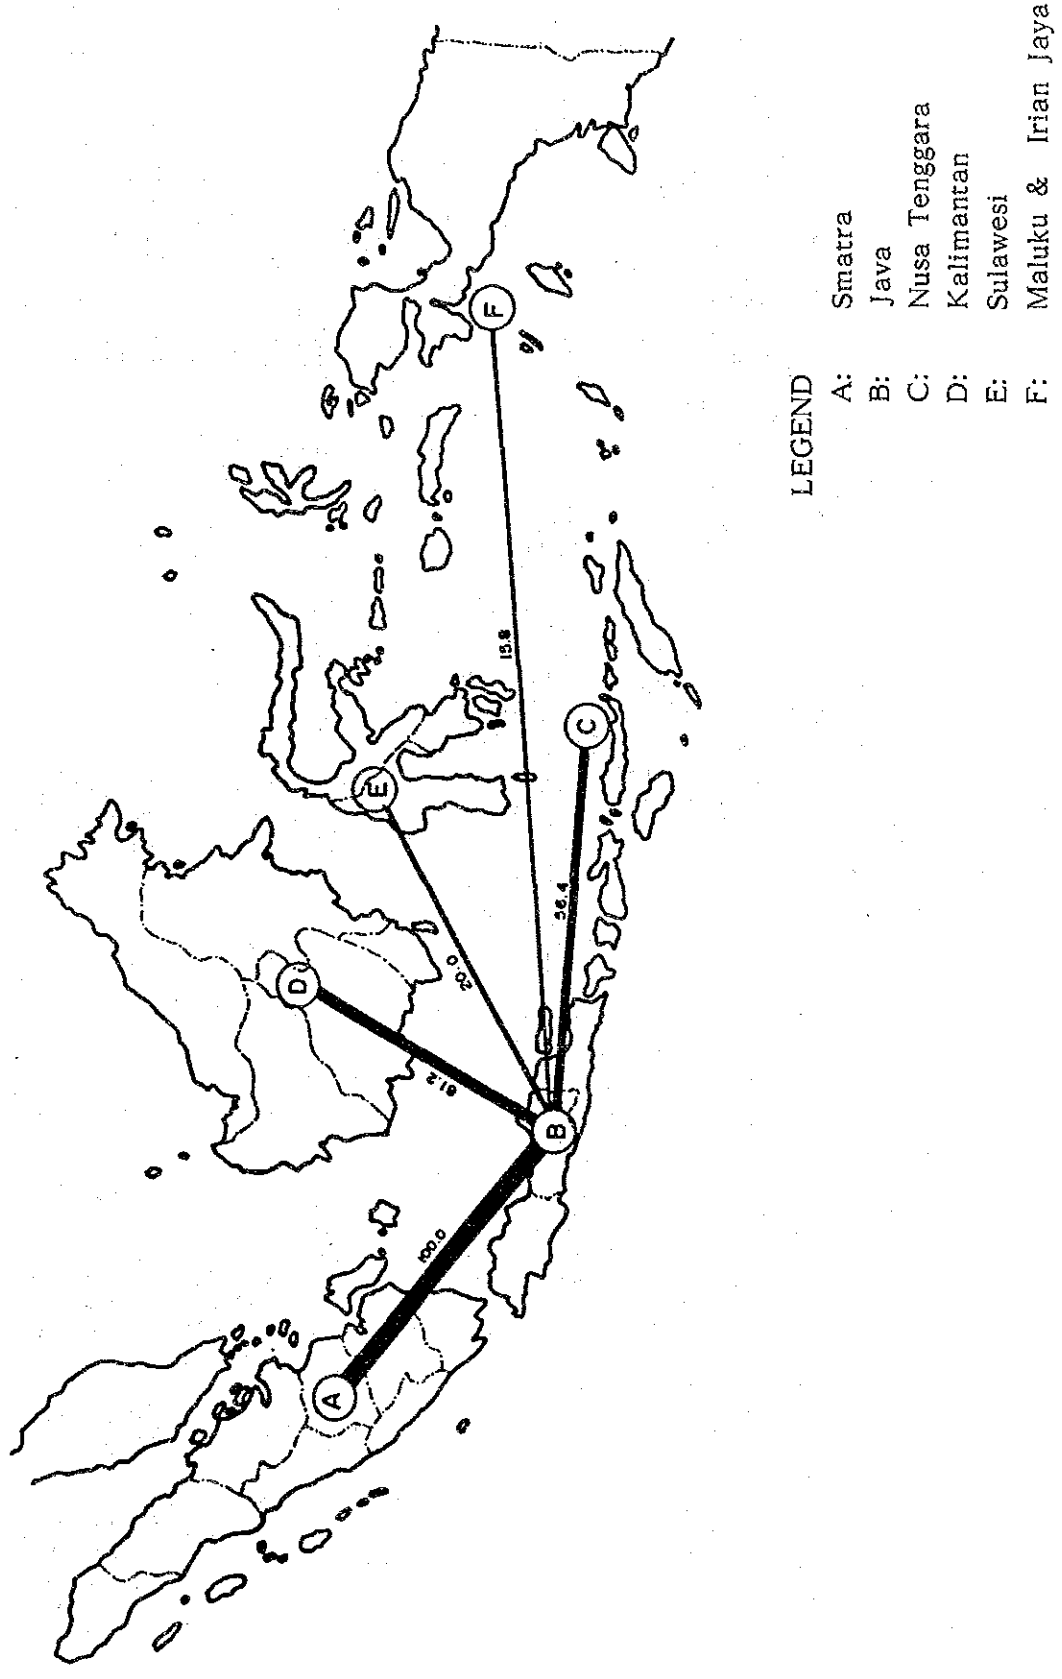 A
100.0
B
D
61.2
E
20.0
F
15.8
C
36.4
LEGEND
A: Smatra
B: Java
C: Nusa Tenggara
D: Kalimantan
E: Sulawesi
F: Maluku & Irian Jaya